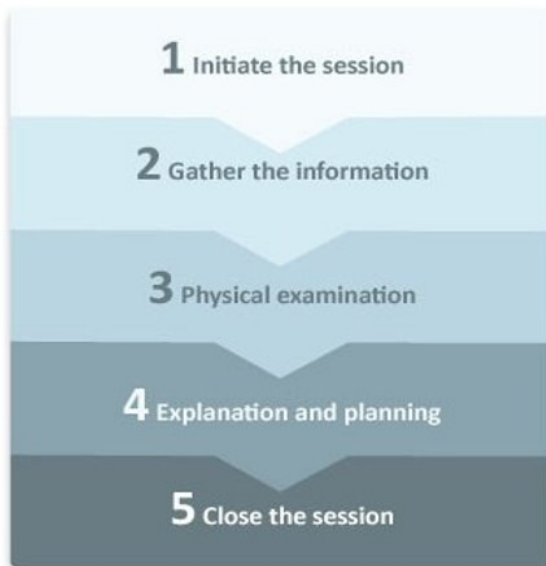 1 Initiate the session
2 Gather the information
3 Physical examination
4 Explanation and planning
5 Close the session